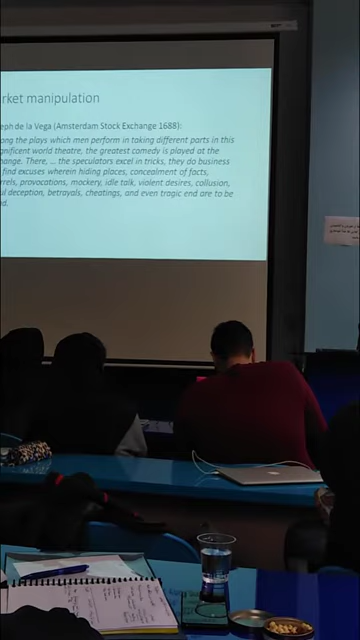 rket manipulation
eph de la Vega (Amsterdam Stock Exchange 1688):
ong the plays which men perform in taking different parts in this
gnificent world theatre, the greatest comedy is played at the
hange. There, ... the speculators excel in tricks, they do business
find excuses wherein hiding places, concealment of facts,
rrels, provocations, mockery, idle talk, violent desires, collusion,
ul deception, betrayals, cheatings, and even tragic end are to be
d.